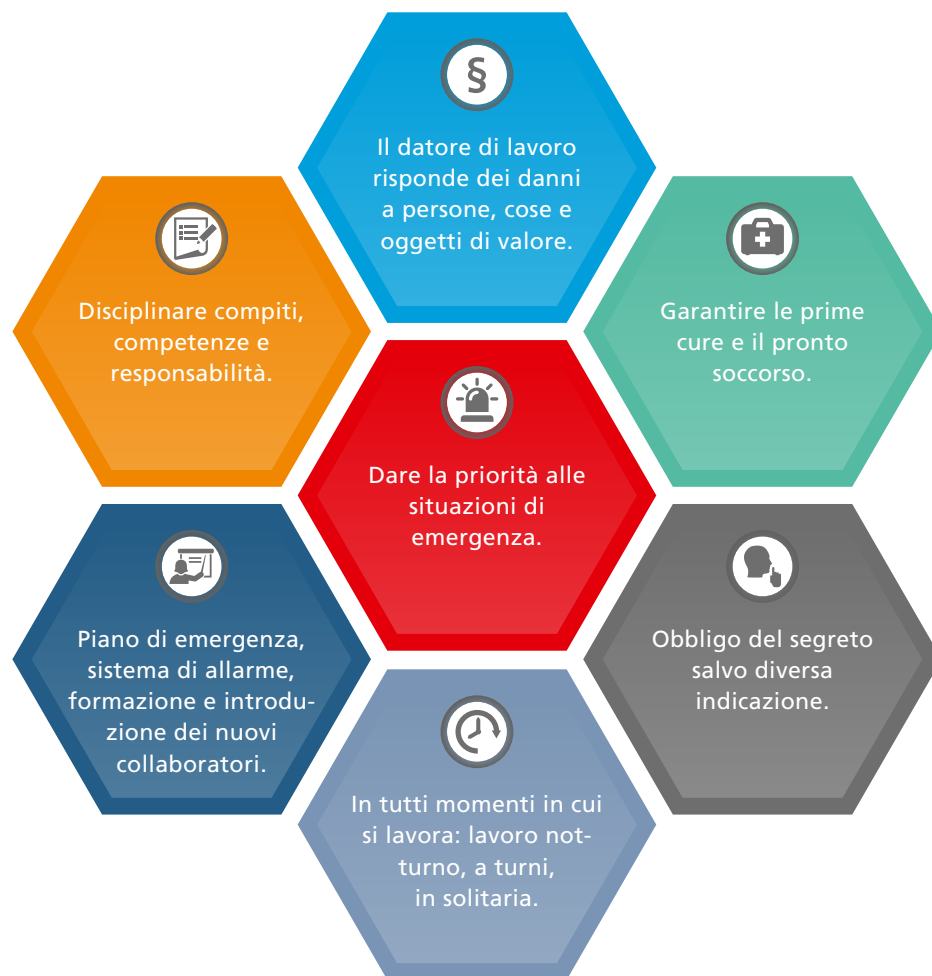 §
Il datore di lavoro
risponde dei danni
a persone, cose e
oggetti di valore.
Disciplinare compiti,
competenze e
responsabilità.
Garantire le prime
cure e il pronto
soccorso.
Dare la priorità alle
situazioni di
emergenza.
Piano di emergenza,
sistema di allarme,
formazione e introdu-
zione dei nuovi
collaboratori.
Obbligo del segreto
salvo diversa
indicazione.
In tutti momenti in cui
si lavora: lavoro not-
turno, a turni,
in solitaria.